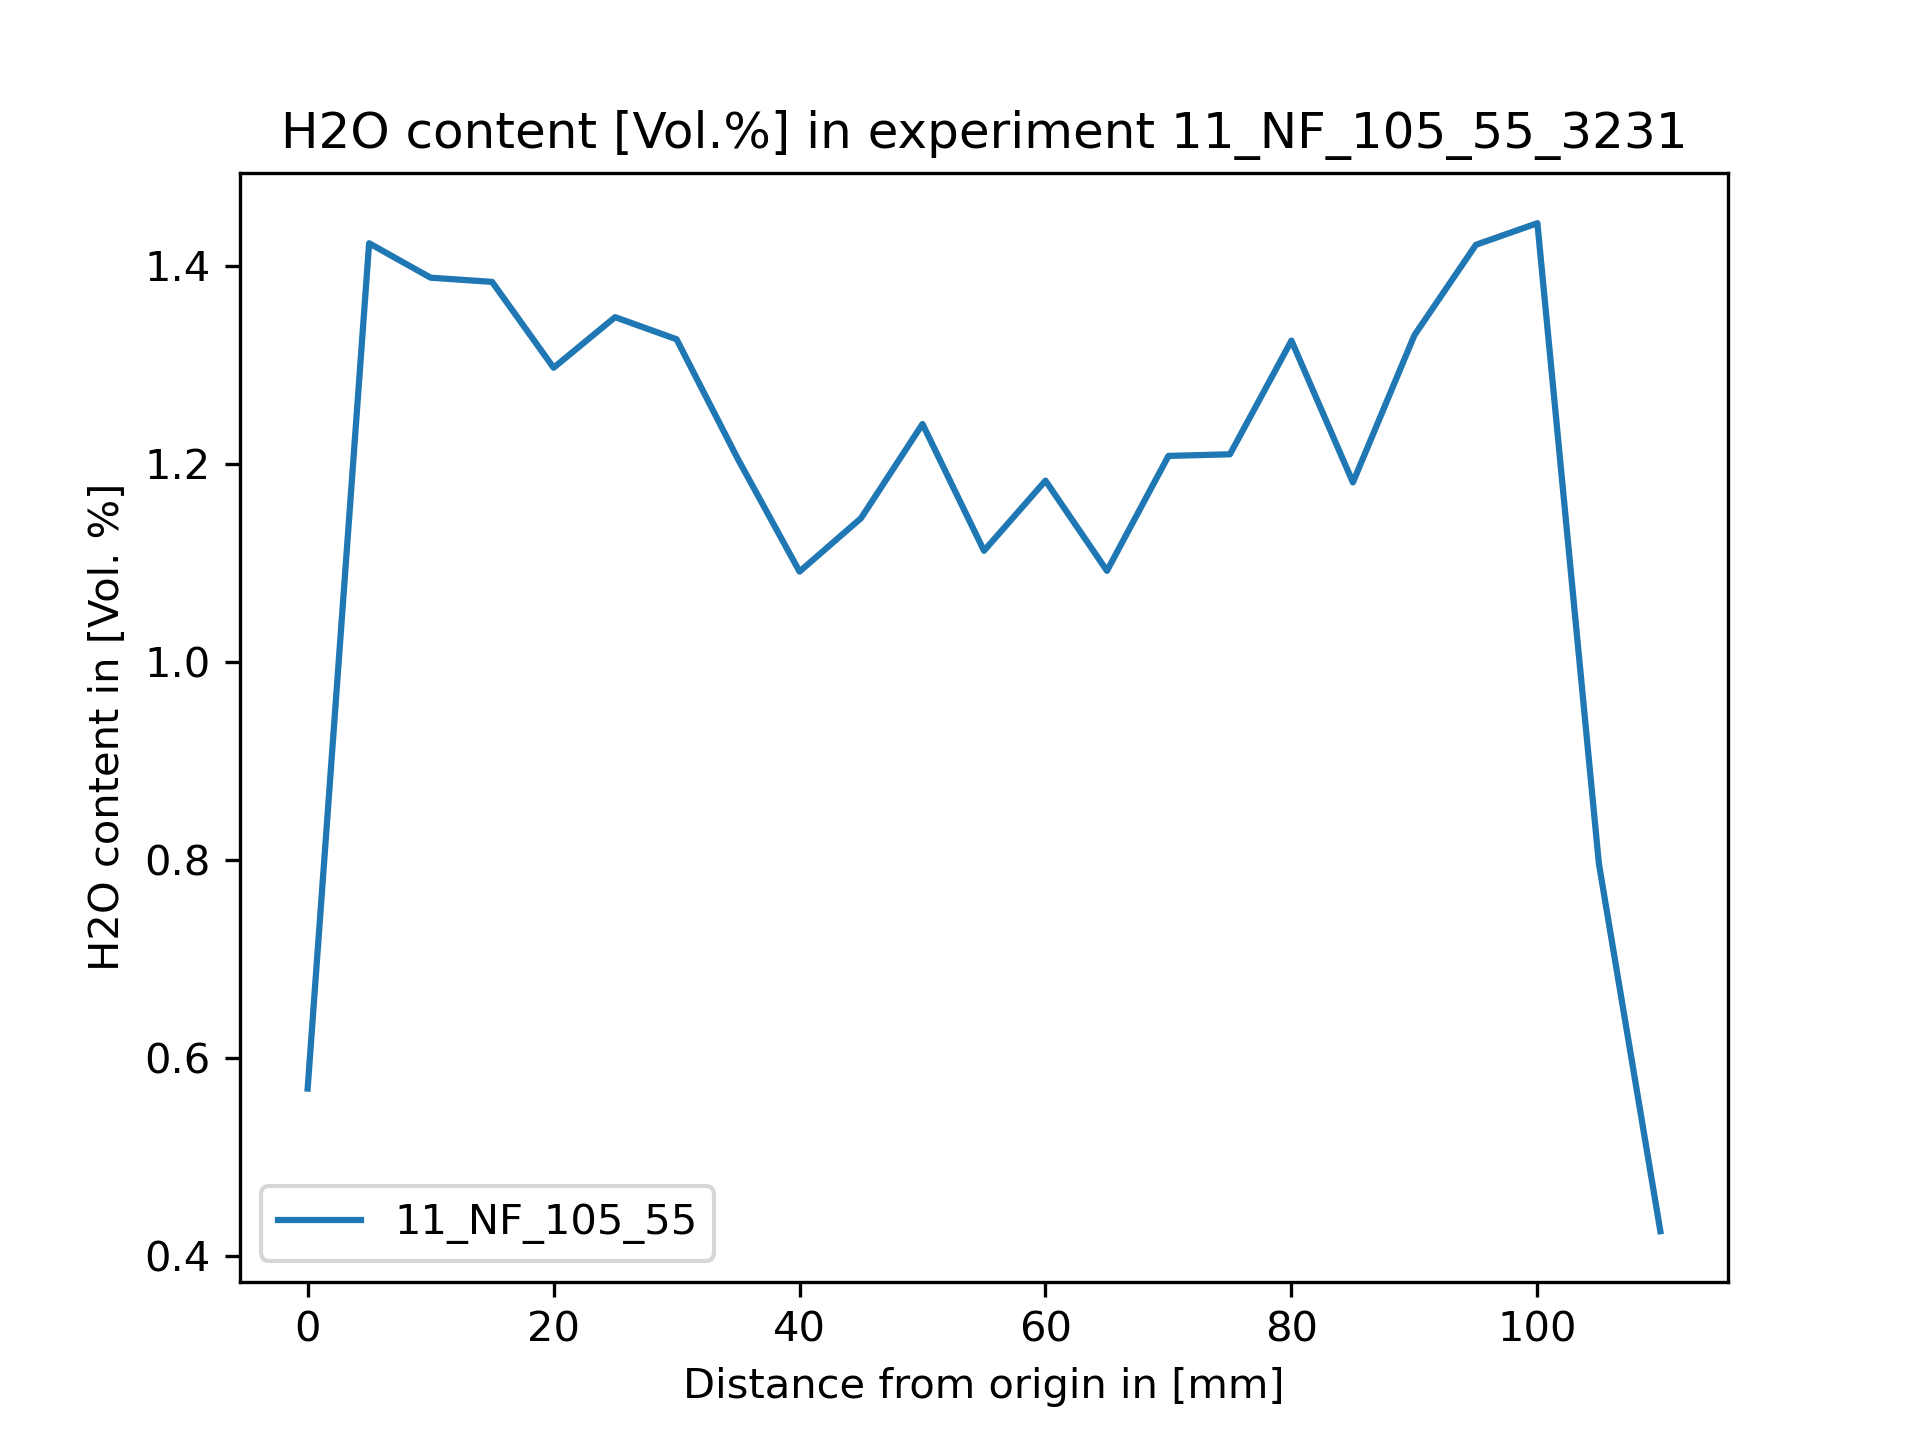 H2O content [Vol.%] in experiment 11_NF_105_55_3231
H2O content in [Vol. %]
1.4
1.2
1.0
0.8
0.6
0.4
11_NF_105_55
0 20 40 60 80 100
Distance from origin in [mm]